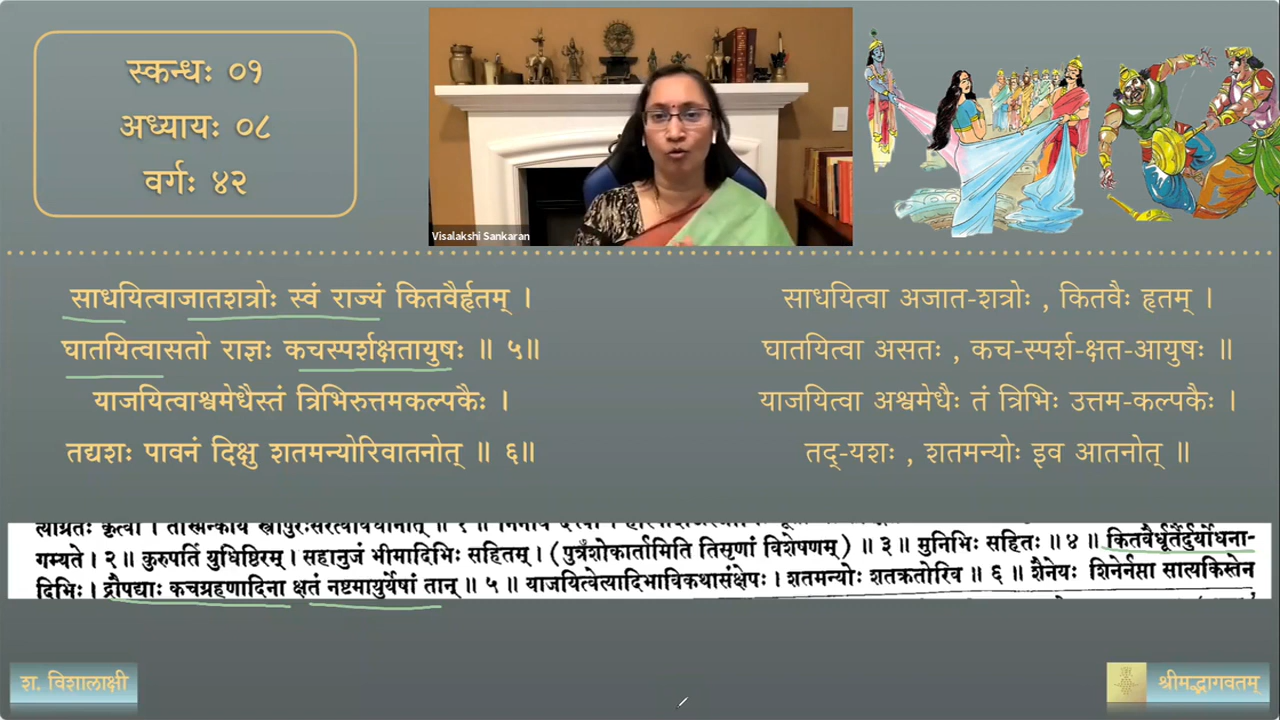 स्कन्धः ०१
अध्यायः ०८
वर्गः ४२
Visalakshi Sankaran
साधयित्वाजातशत्रोः स्वं राज्यं कितवैर्हृतम् ।
घातयित्वासतो राज्ञः कचस्पर्शक्षतायुषः ॥ ५॥
याजयित्वाश्वमेधैस्तं त्रिभिरुत्तमकल्पकैः ।
तद्यशः पावनं दिक्षु शतमन्योरिवातनोत् ॥ ६॥
साधयित्वा अजात-शत्रोः , कितवैः हृतम् ।
घातयित्वा असतः , कच-स्पर्श-क्षत-आयुषः ॥
याजयित्वा अश्वमेधैः तं त्रिभिः उत्तम-कल्पकैः ।
तद्-यशः , शतमन्योः इव आतनोत् ॥
गम्यते । २ ॥ कुरुपतिं युधिष्ठिरम् । सहानुजं भीमादिभिः सहितम् । (पुत्रशोकार्तामिति तिसृणां विशेषणम्) ॥ ३ ॥ मुनिभिः सहितः ॥ ४ ॥ कितवैर्धूर्तैर्दुर्योधना-
दिभिः । द्रौपद्याः कचग्रहणादिना क्षतं नष्टमायुर्येषां तान् ॥ ५ ॥ याजयित्वेत्यादिभाविकथासंक्षेपः । शतमन्योः शतक्रतोरिव ॥ ६ ॥ शैनेयः शिनेर्नप्ता सात्यकिस्तेन
श. विशालाक्षी
श्रीमद्भागवतम्